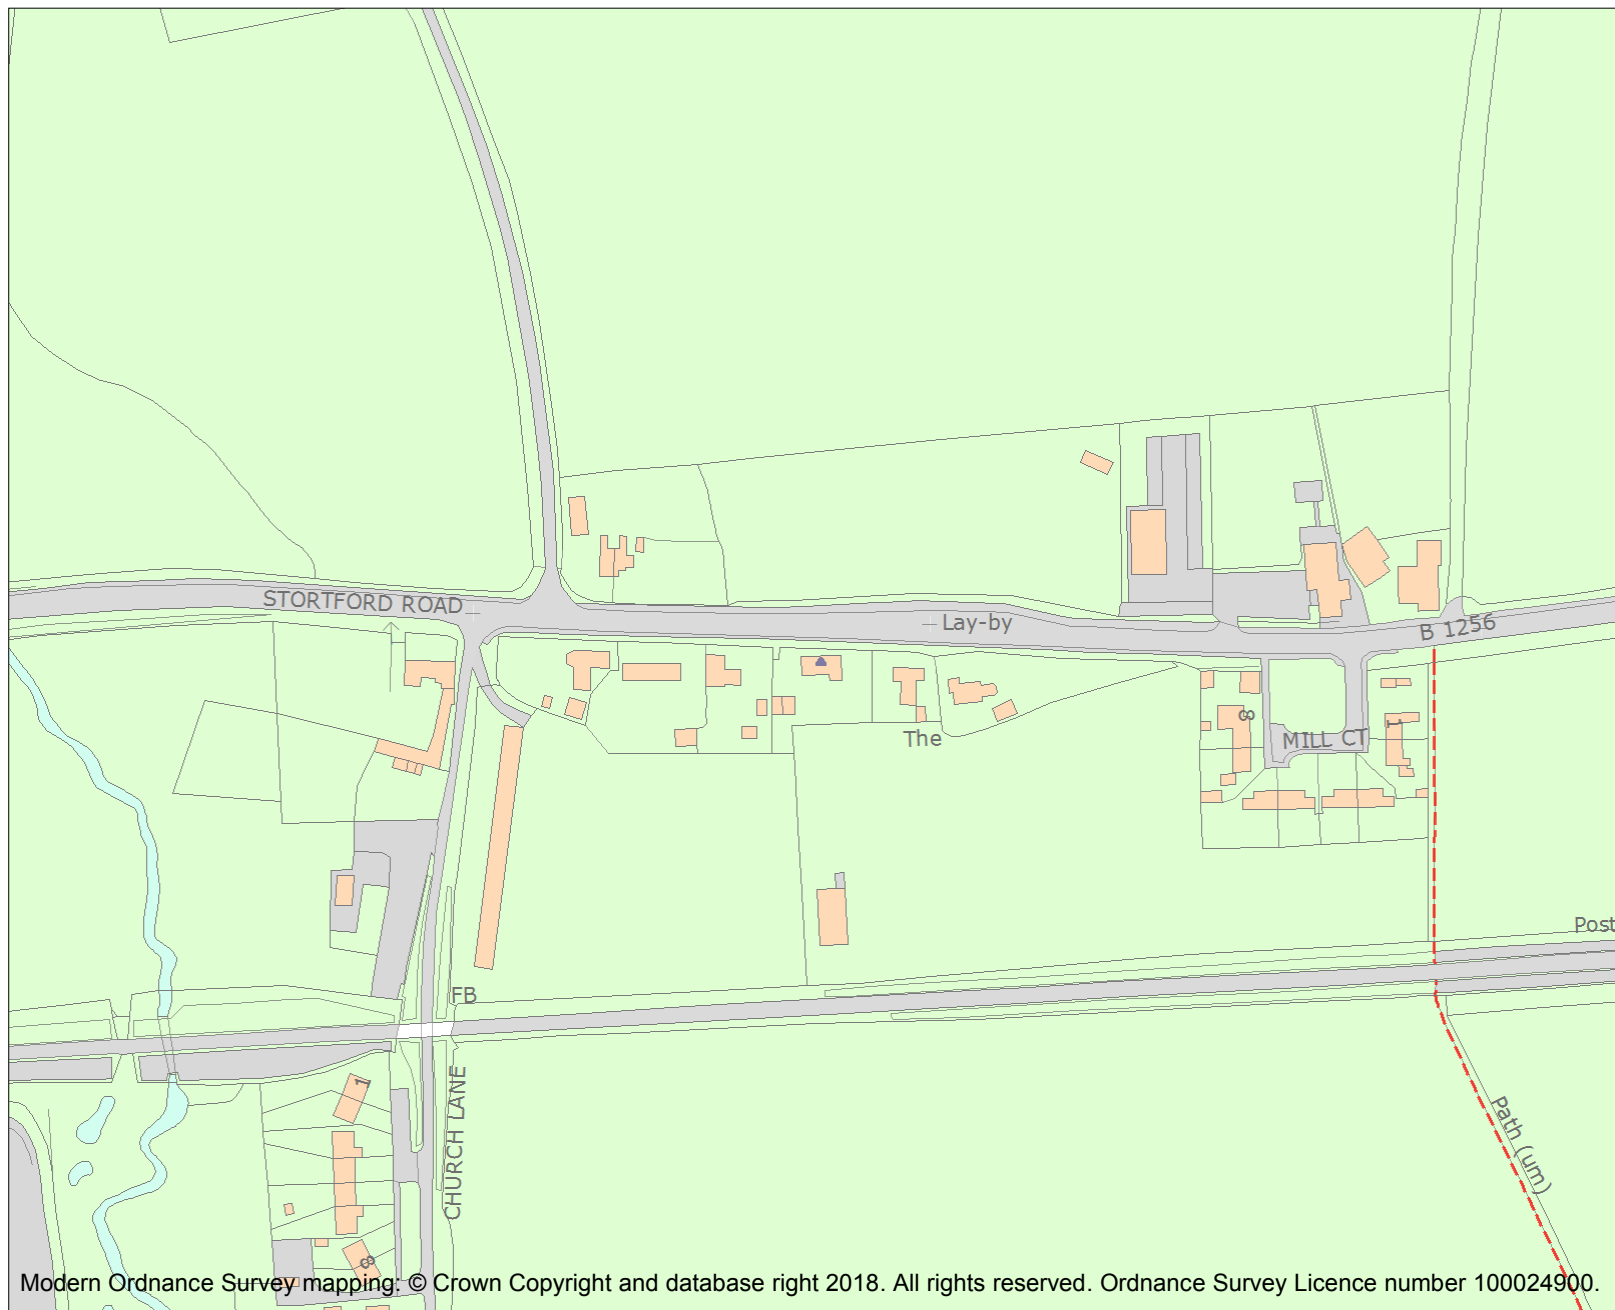 STORTFORD ROAD
Lay-by
B 1256
The
8
1
MILL CT
Post
FB
1
CHURCH LANE
Path (um)
8
Modern Ordnance Survey mapping: © Crown Copyright and database right 2018. All rights reserved. Ordnance Survey Licence number 100024900.